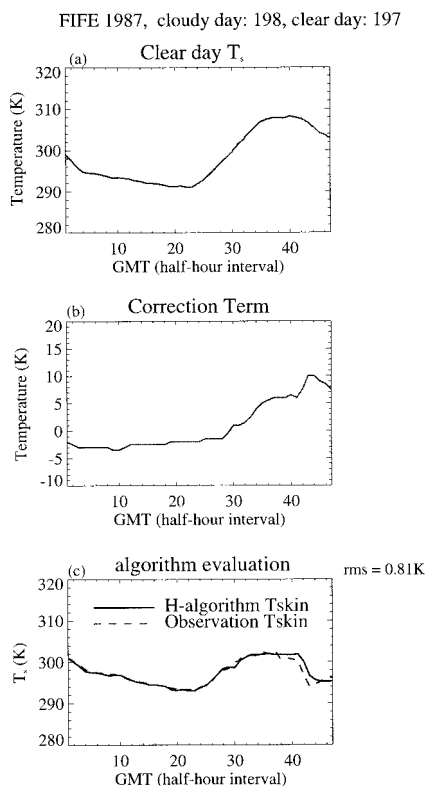 FIFE 1987, cloudy day: 198, clear day: 197
(a)
Clear day Ts
320
310
300
290
280
Temperature (K)
10
20
30
40
GMT (half-hour interval)
(b)
Correction Term
20
15
10
5
0
-5
-10
Temperature (K)
10
20
30
40
GMT (half-hour interval)
(c)
algorithm evaluation
rms = 0.81K
320
310
300
290
280
Ts (K)
H-algorithm Tskin
Observation Tskin
10
20
30
40
GMT (half-hour interval)